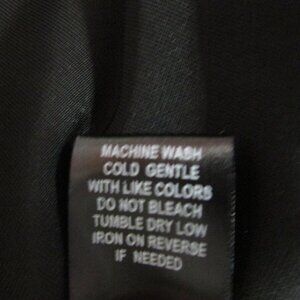 MACHINE WASH
COLD GENTLE
WITH LIKE COLORS
DO NOT BLEACH
TUMBLE DRY LOW
IRON ON REVERSE
IF NEEDED